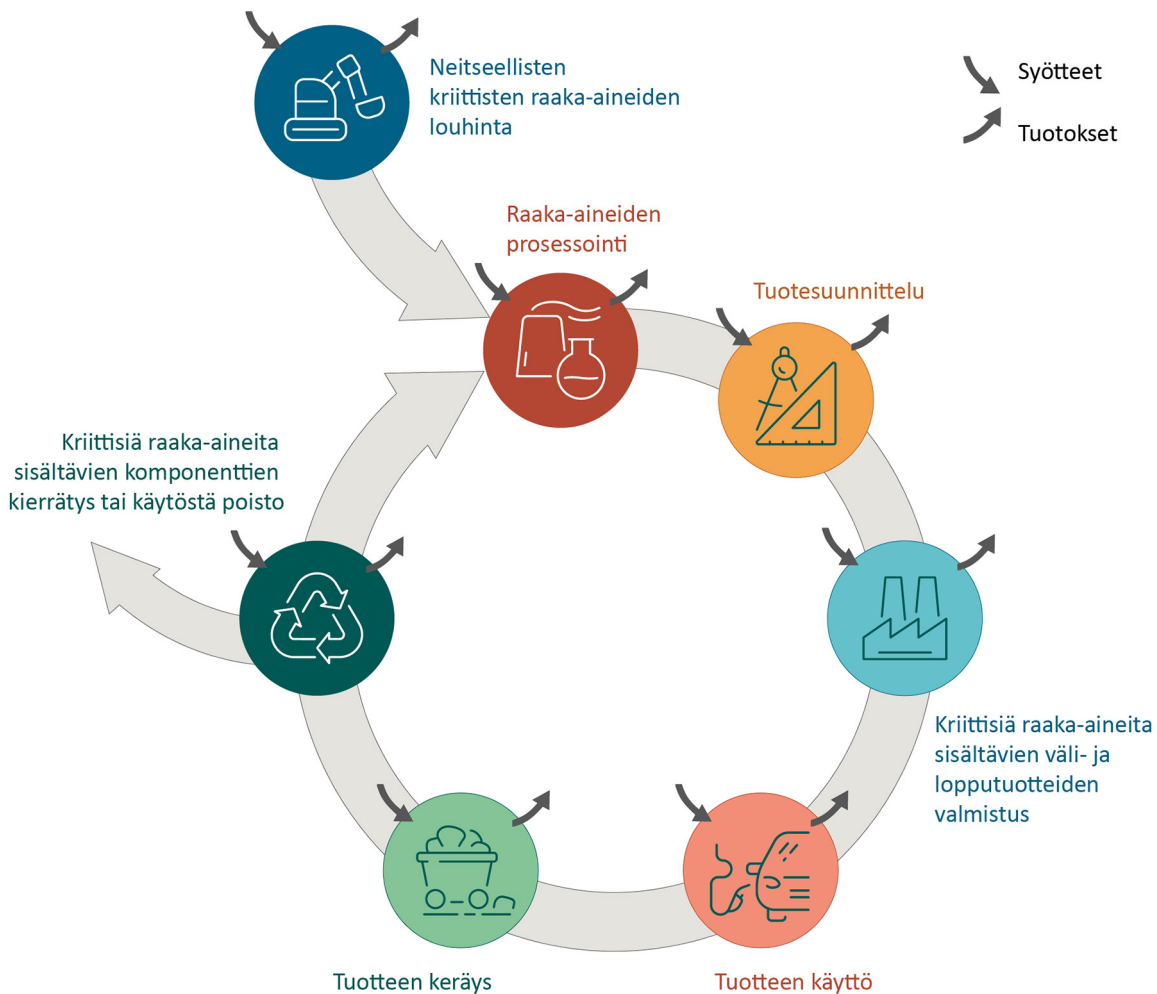 Neitseellisten
kriittisten raaka-aineiden
louhinta
Syötteet
Tuotokset
Raaka-aineiden
prosessointi
Tuotesuunnittelu
Kriittisiä raaka-aineita
sisältävien komponenttien
kierrätys tai käytöstä poisto
Kriittisiä raaka-aineita
sisältävien väli- ja
lopputuotteiden
valmistus
Tuotteen keräys
Tuotteen käyttö